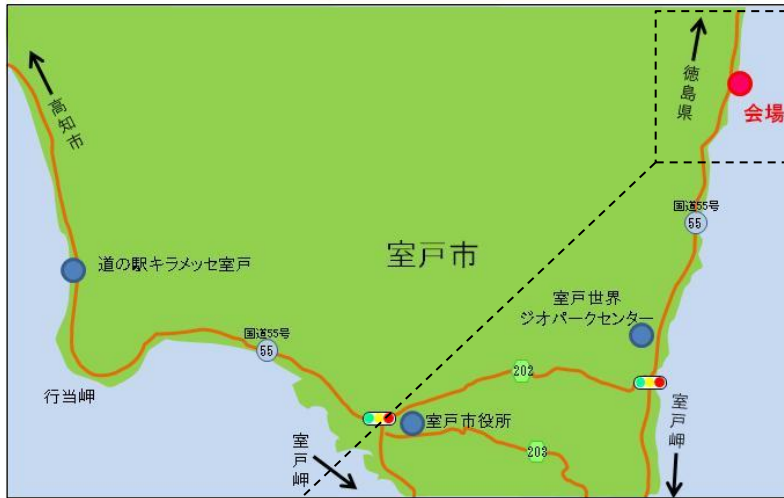 高知市
徳島県
会場
国道55号
55
室戸市
道の駅キラメッセ室戸
室戸世界
ジオパークセンター
国道55号
55
202
行当岬
室戸市役所
室戸岬
203
室戸岬